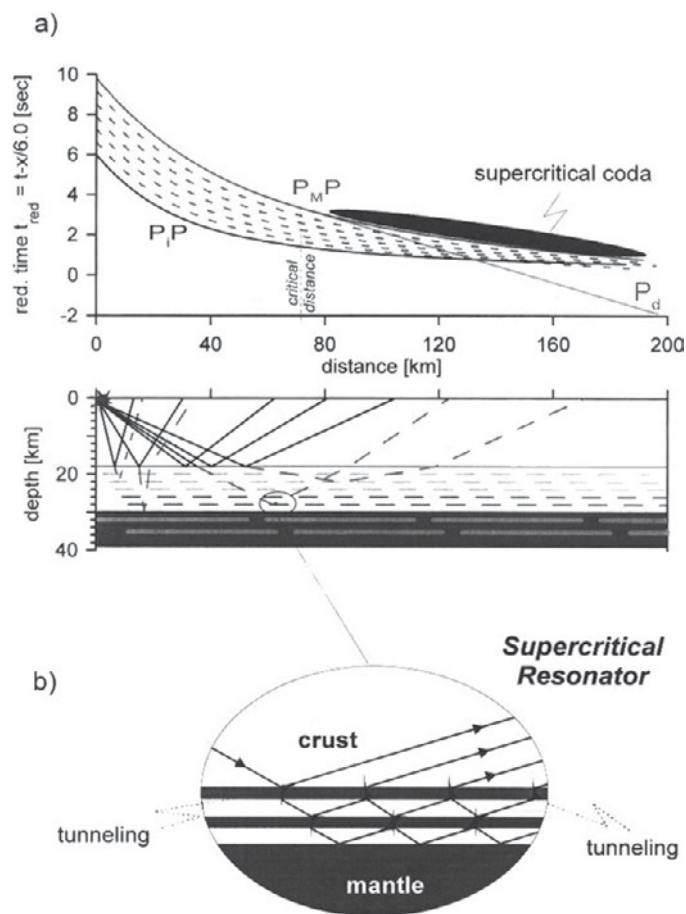 a)
red. time t_red = t-x/6.0 [sec]
10
8
6
4
2
0
-2
P_MP
supercritical coda
P_iP
critical
distance
P_d
0
40
80
120
160
200
distance [km]
depth [km]
0
20
40
b)
Supercritical
Resonator
crust
tunneling
tunneling
mantle